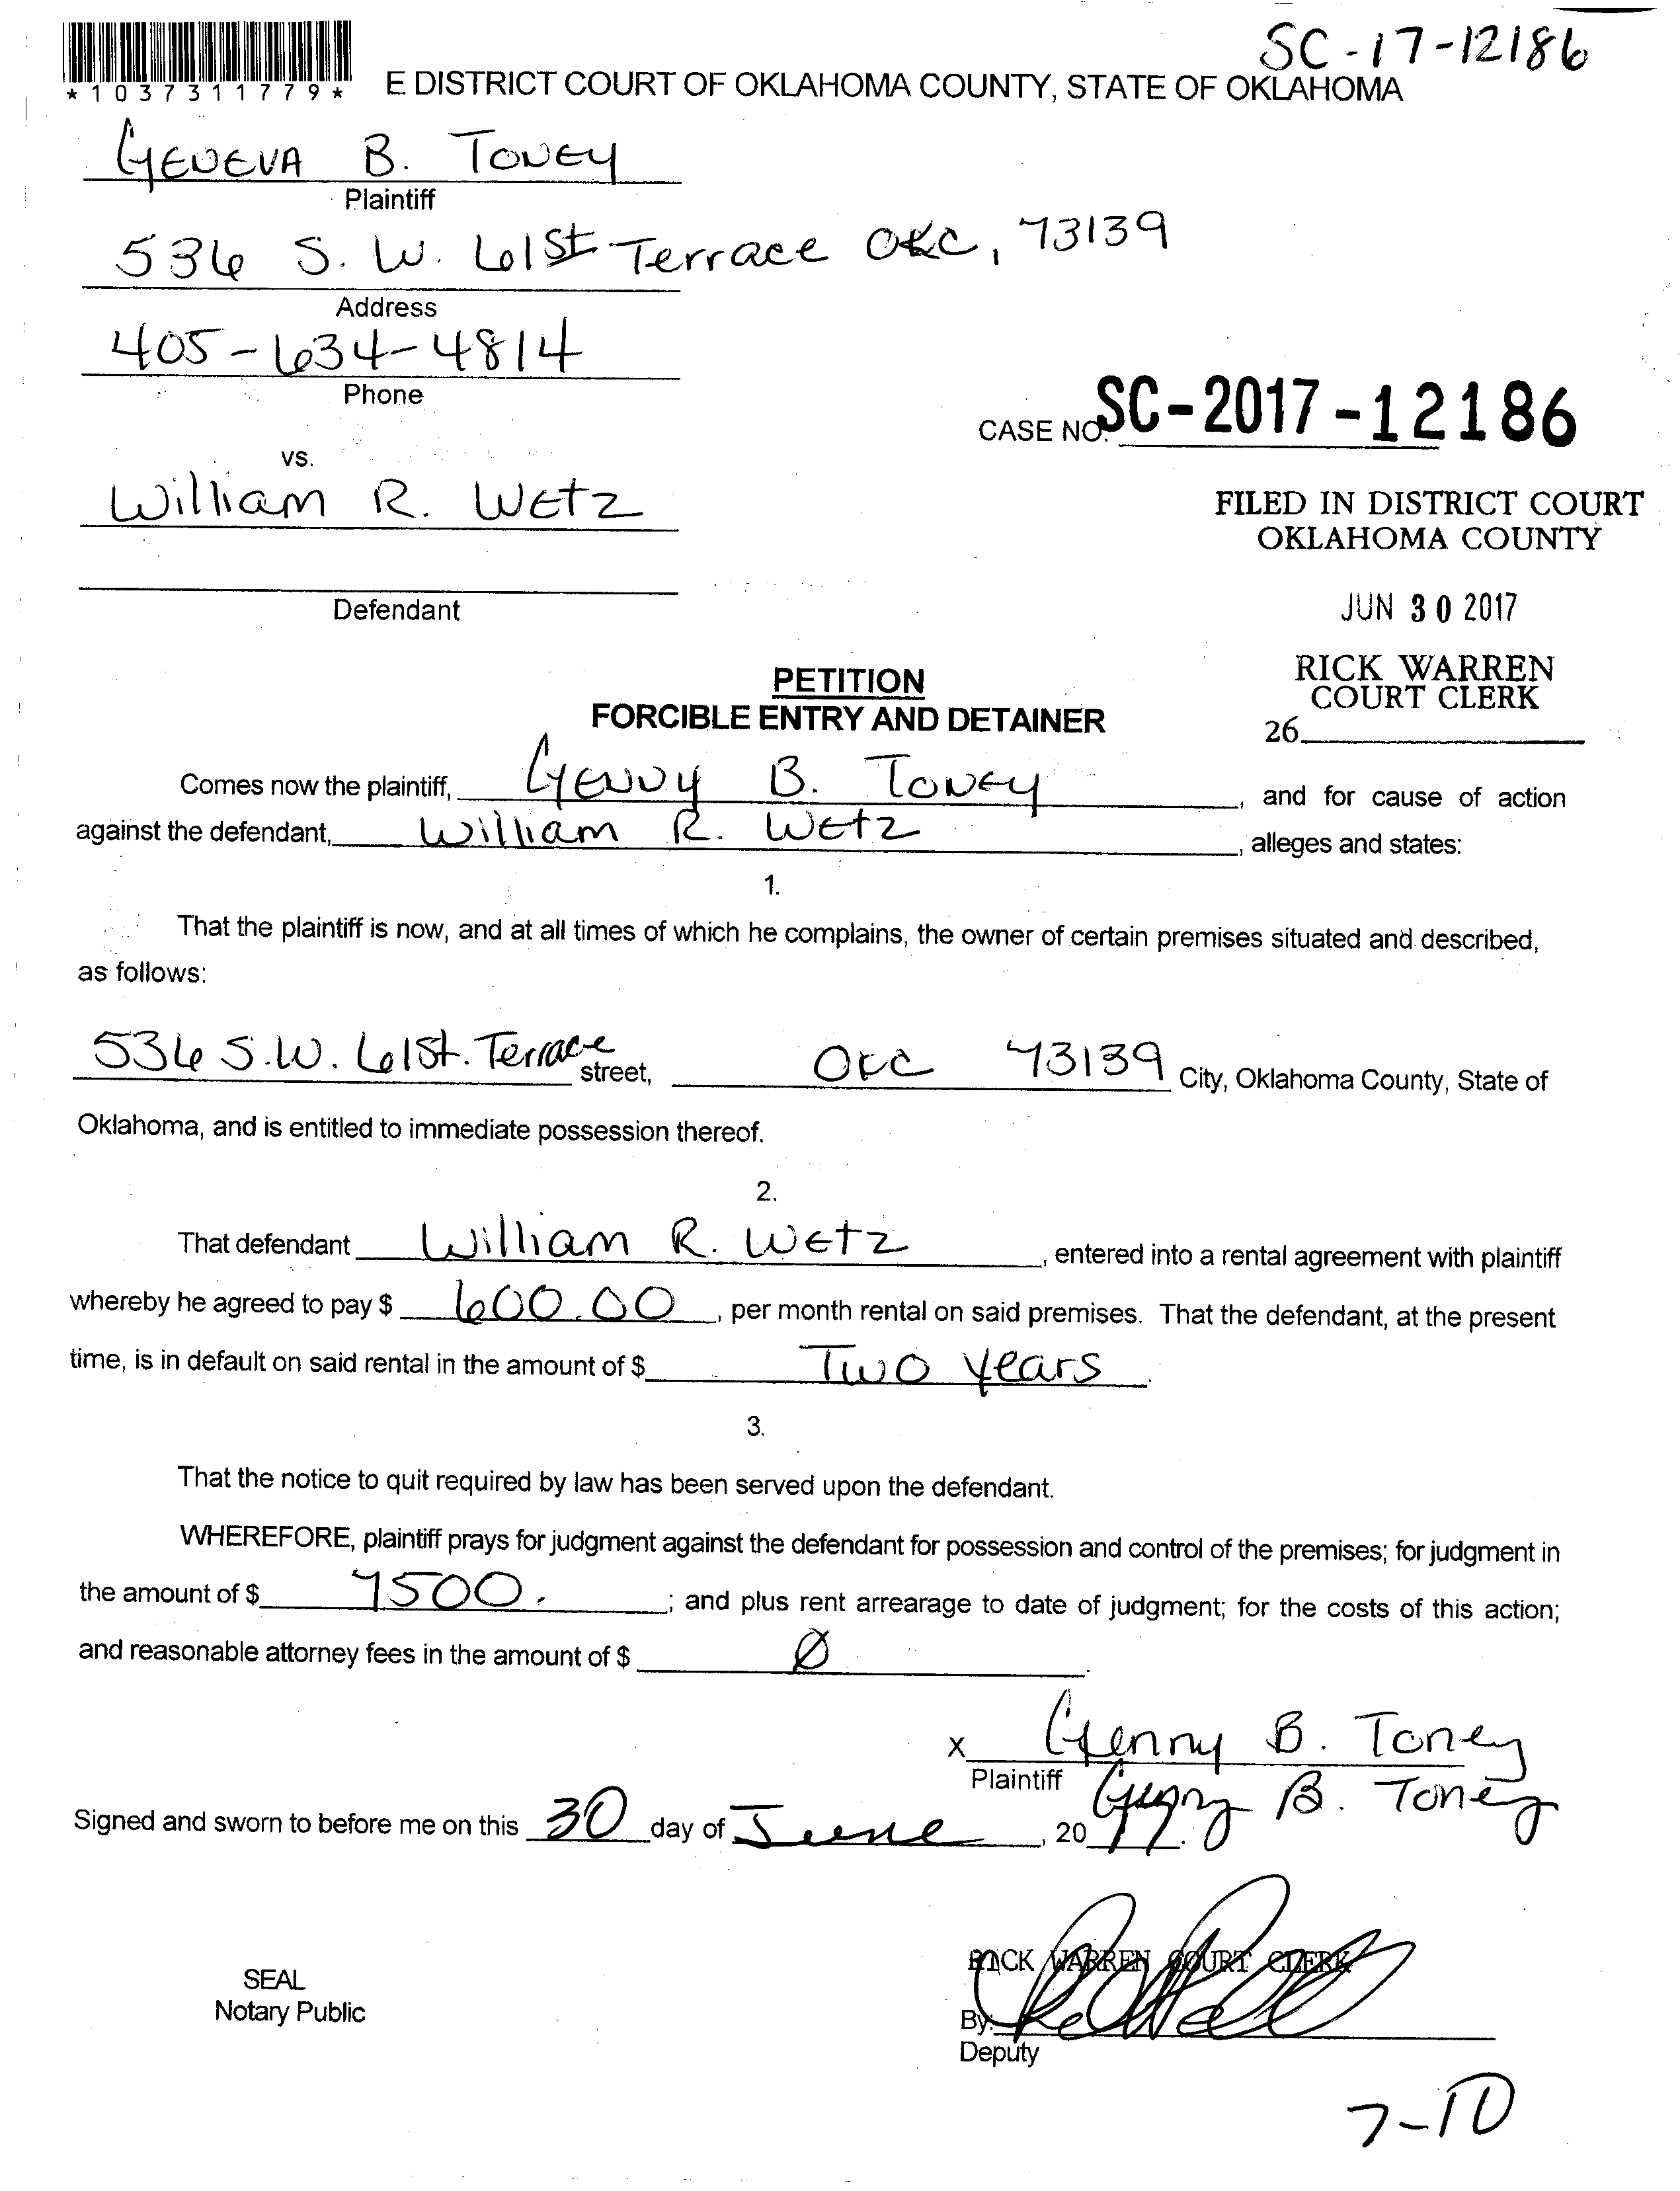 SC-17-12186
*1037311779*
E DISTRICT COURT OF OKLAHOMA COUNTY, STATE OF OKLAHOMA
GENEVA B. TONEY
Plaintiff
536 S. W. 61st Terrace OKC, 73139
Address
405-634-4814
Phone
CASE NO. SC-2017-12186
vs.
William R. Wetz
FILED IN DISTRICT COURT
OKLAHOMA COUNTY
Defendant
JUN 30 2017
RICK WARREN
COURT CLERK
26
PETITION
FORCIBLE ENTRY AND DETAINER
Comes now the plaintiff, GENNY B. TONEY, and for cause of action
against the defendant, William R. Wetz, alleges and states:
1.
That the plaintiff is now, and at all times of which he complains, the owner of certain premises situated and described,
as follows:
536 S.W. 61st. Terrace street, OKC 73139 City, Oklahoma County, State of
Oklahoma, and is entitled to immediate possession thereof.
2.
That defendant William R. Wetz, entered into a rental agreement with plaintiff
whereby he agreed to pay $ 600.00, per month rental on said premises. That the defendant, at the present
time, is in default on said rental in the amount of $ Two years.
3.
That the notice to quit required by law has been served upon the defendant.
WHEREFORE, plaintiff prays for judgment against the defendant for possession and control of the premises; for judgment in
the amount of $ 7500. ; and plus rent arrearage to date of judgment; for the costs of this action;
and reasonable attorney fees in the amount of $ Ø.
X Genny B. Toney
Plaintiff Genny B. Toney
Signed and sworn to before me on this 30 day of June, 2017.
RICK WARREN COURT CLERK
SEAL
Notary Public
By:
Deputy
7-10